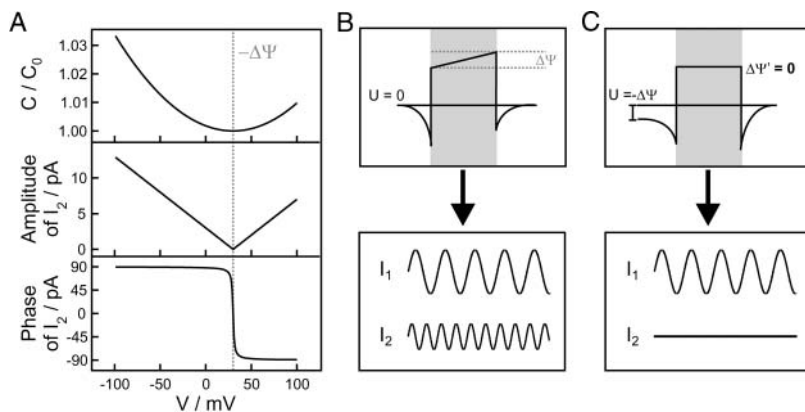 A
B
C
C / C₀
1.03
1.02
1.01
1.00
−ΔΨ
Amplitude
of I₂ / pA
10
5
0
Phase
of I₂ / pA
90
45
0
-45
-90
-100
-50
0
50
100
V / mV
U = 0
ΔΨ
I₁
I₂
U =-ΔΨ
ΔΨ' = 0
I₁
I₂